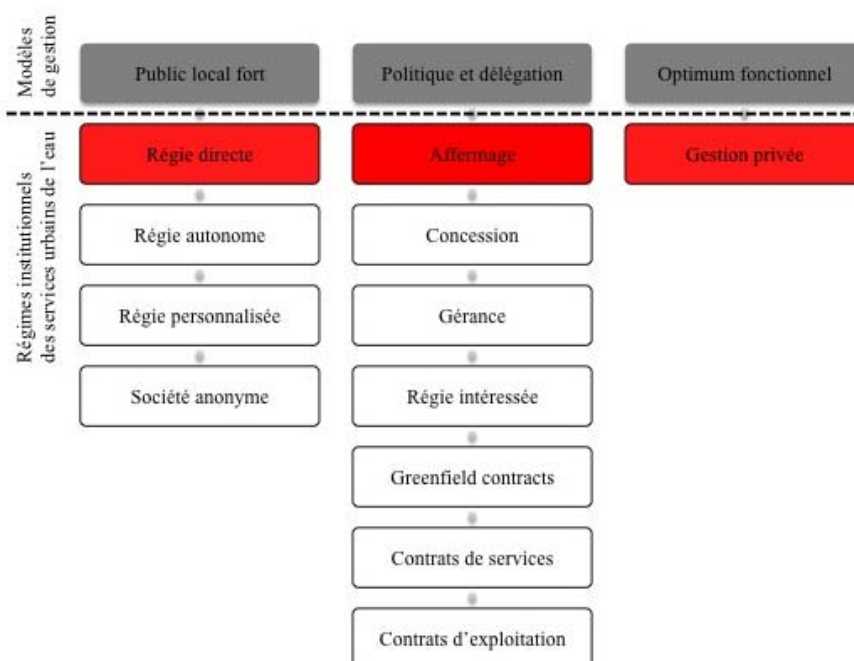 Modèles
de gestion
Public local fort
Politique et délégation
Optimum fonctionnel
Régimes institutionnels
des services urbains de l'eau
Régie directe
Affermage
Gestion privée
Régie autonome
Concession
Régie personnalisée
Gérance
Société anonyme
Régie intéressée
Greenfield contracts
Contrats de services
Contrats d'exploitation